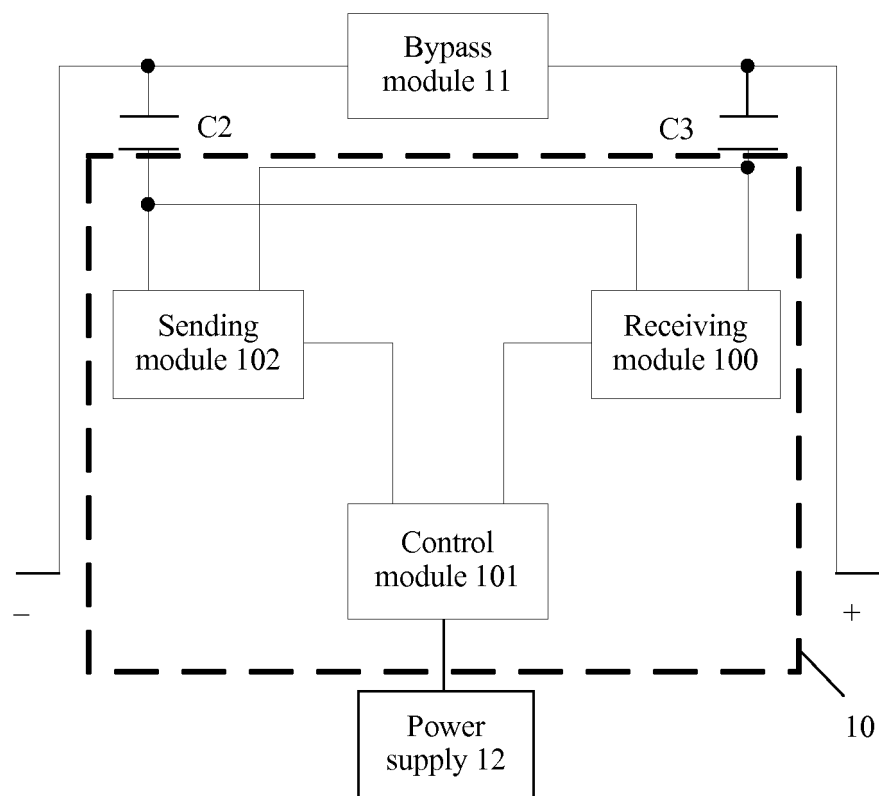 Bypass
module 11
C2
C3
Sending
module 102
Receiving
module 100
Control
module 101
–
+
10
Power
supply 12